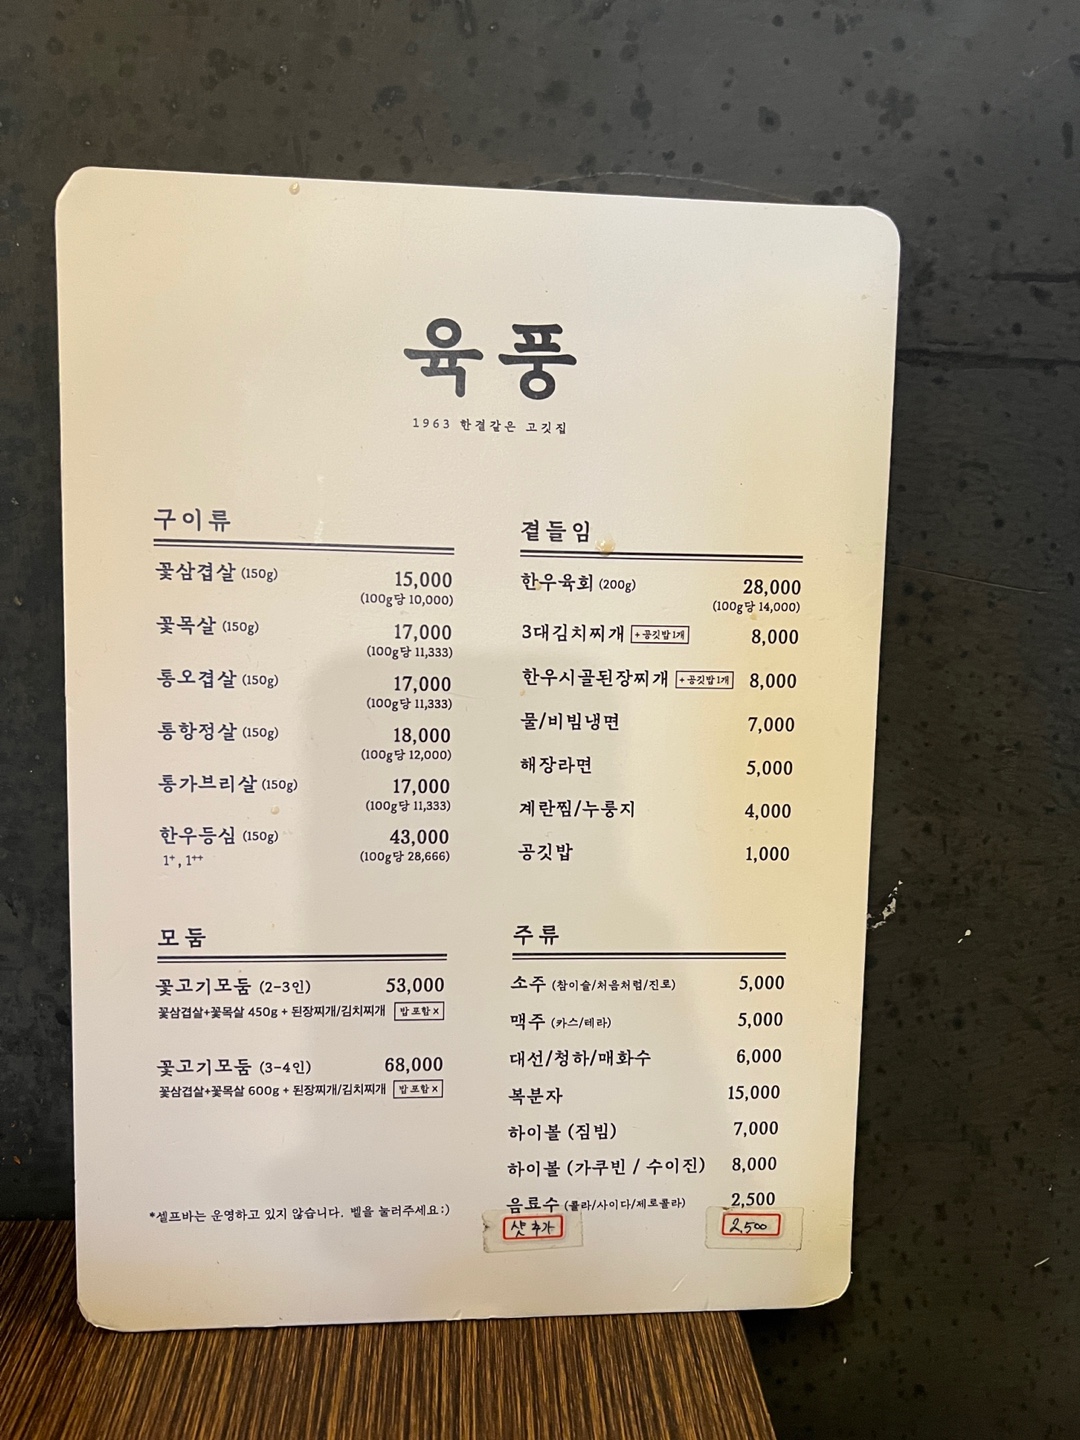 육풍
1963 한결같은 고깃집
구이류
꽃삼겹살 (150g) 15,000
(100g당 10,000)
꽃목살 (150g) 17,000
(100g당 11,333)
통오겹살 (150g) 17,000
(100g당 11,333)
통항정살 (150g) 18,000
(100g당 12,000)
통가브리살 (150g) 17,000
(100g당 11,333)
한우등심 (150g) 43,000
1+, 1++ (100g당 28,666)
모둠
꽃고기모둠 (2-3인) 53,000
꽃삼겹살+꽃목살 450g + 된장찌개/김치찌개 밥 포함 X
꽃고기모둠 (3-4인) 68,000
꽃삼겹살+꽃목살 600g + 된장찌개/김치찌개 밥 포함 X
*셀프바는 운영하고 있지 않습니다. 벨을 눌러주세요:)
곁들임
한우육회 (200g) 28,000
(100g당 14,000)
3대김치찌개 + 공깃밥 1개 8,000
한우시골된장찌개 + 공깃밥 1개 8,000
물/비빔냉면 7,000
해장라면 5,000
계란찜/누룽지 4,000
공깃밥 1,000
주류
소주 (참이슬/처음처럼/진로) 5,000
맥주 (카스/테라) 5,000
대선/청하/매화수 6,000
복분자 15,000
하이볼 (짐빔) 7,000
하이볼 (가쿠빈 / 수이진) 8,000
음료수 (콜라/사이다/제로콜라) 2,500
샷 추가 2,500